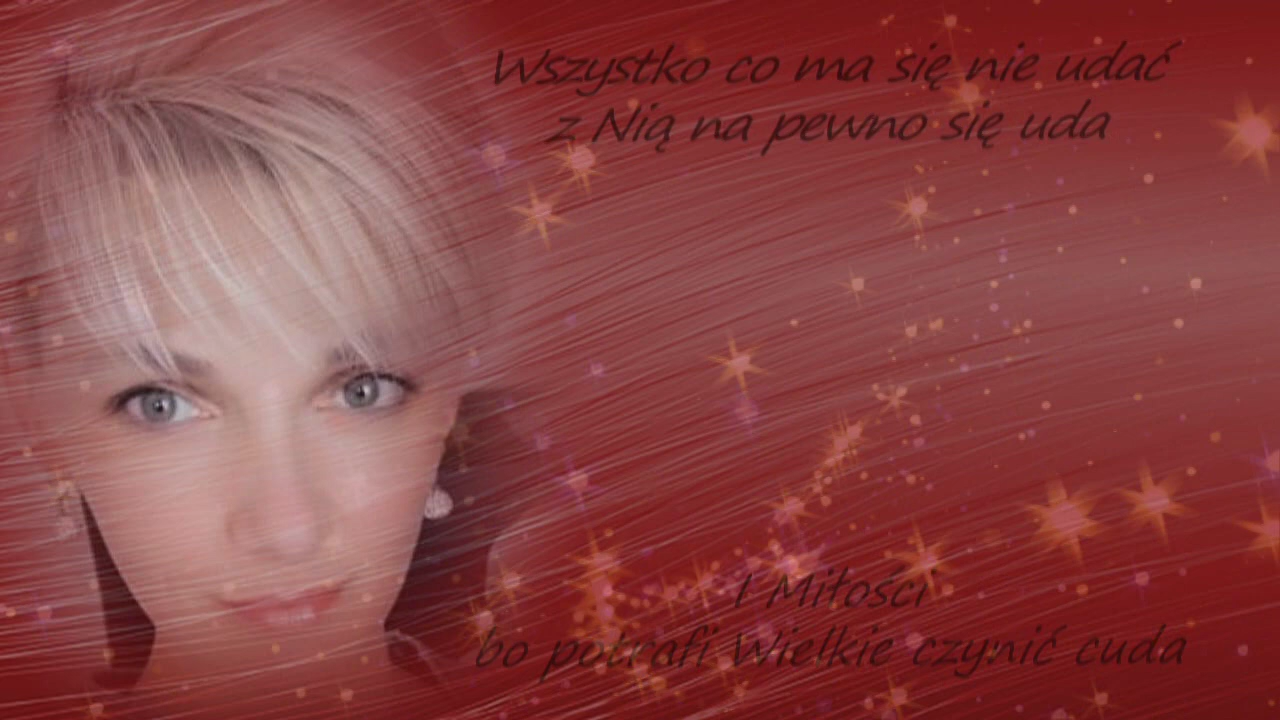 Wszystko co ma się nie udać
z Nią na pewno się uda
I Miłości
bo potrafi Wielkie czynić cuda